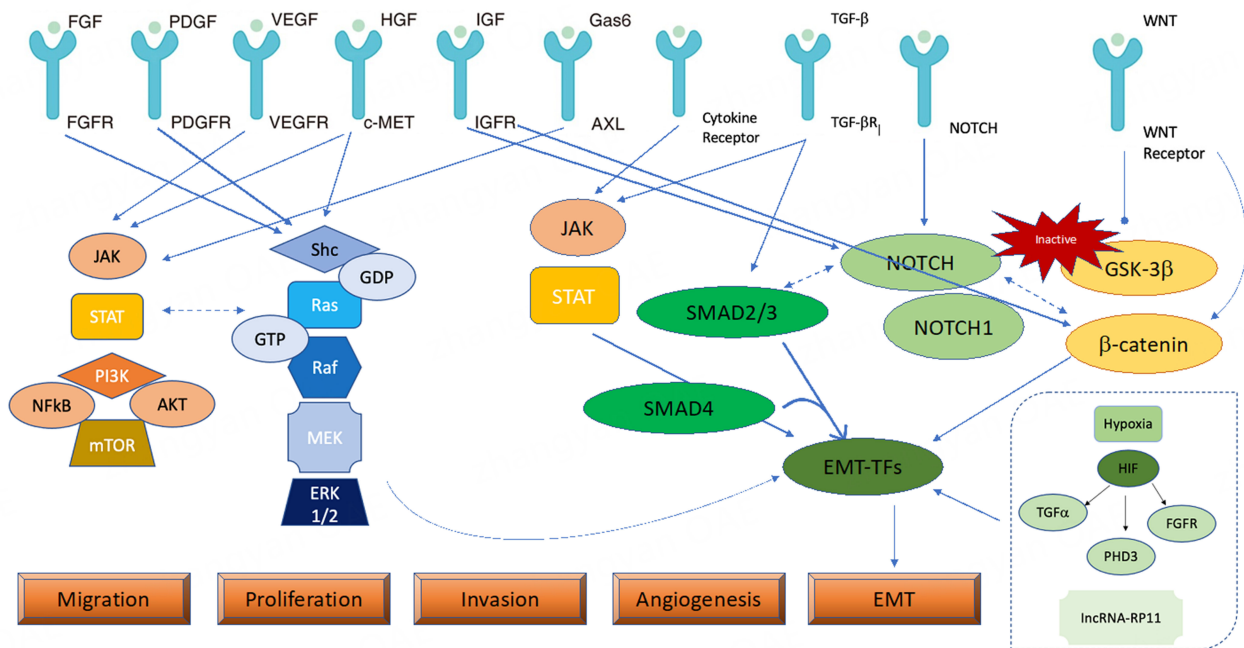 FGF
PDGF
VEGF
HGF
IGF
Gas6
TGF-β
WNT
FGFR
PDGFR
VEGFR
c-MET
IGFR
AXL
Cytokine
Receptor
TGF-βR|
NOTCH
WNT
Receptor
JAK
Shc
GDP
JAK
NOTCH
Inactive
GSK-3β
STAT
Ras
GTP
STAT
SMAD2/3
NOTCH1
β-catenin
PI3K
NFkB
AKT
mTOR
Raf
MEK
ERK
1/2
SMAD4
EMT-TFs
Hypoxia
HIF
TGFα
FGFR
PHD3
lncRNA-RP11
Migration
Proliferation
Invasion
Angiogenesis
EMT